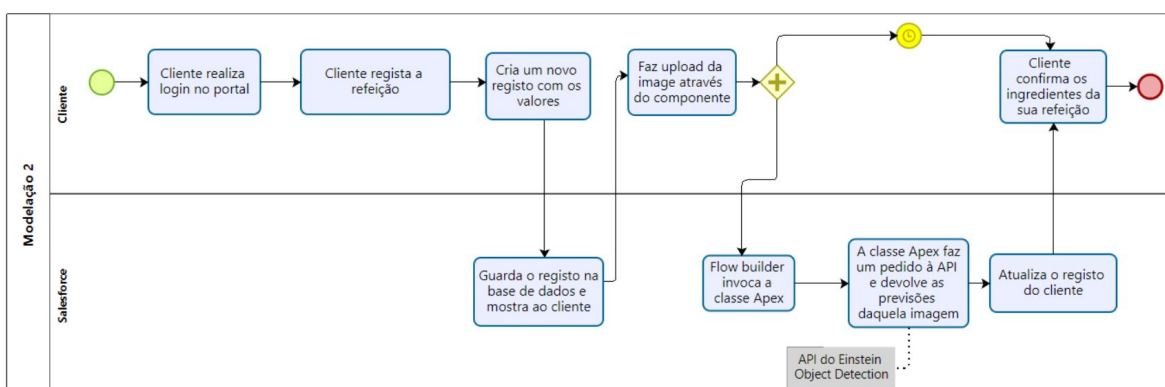 Modelação 2
Cliente
Cliente realiza
login no portal
Cliente regista a
refeição
Cria um novo
registo com os
valores
Faz upload da
image através
do componente
Cliente
confirma os
ingredientes da
sua refeição
Salesforce
Guarda o registo na
base de dados e
mostra ao cliente
Flow builder
invoca a
classe Apex
A classe Apex faz
um pedido à API
e devolve as
previsões
daquela imagem
Atualiza o registo
do cliente
API do Einstein
Object Detection